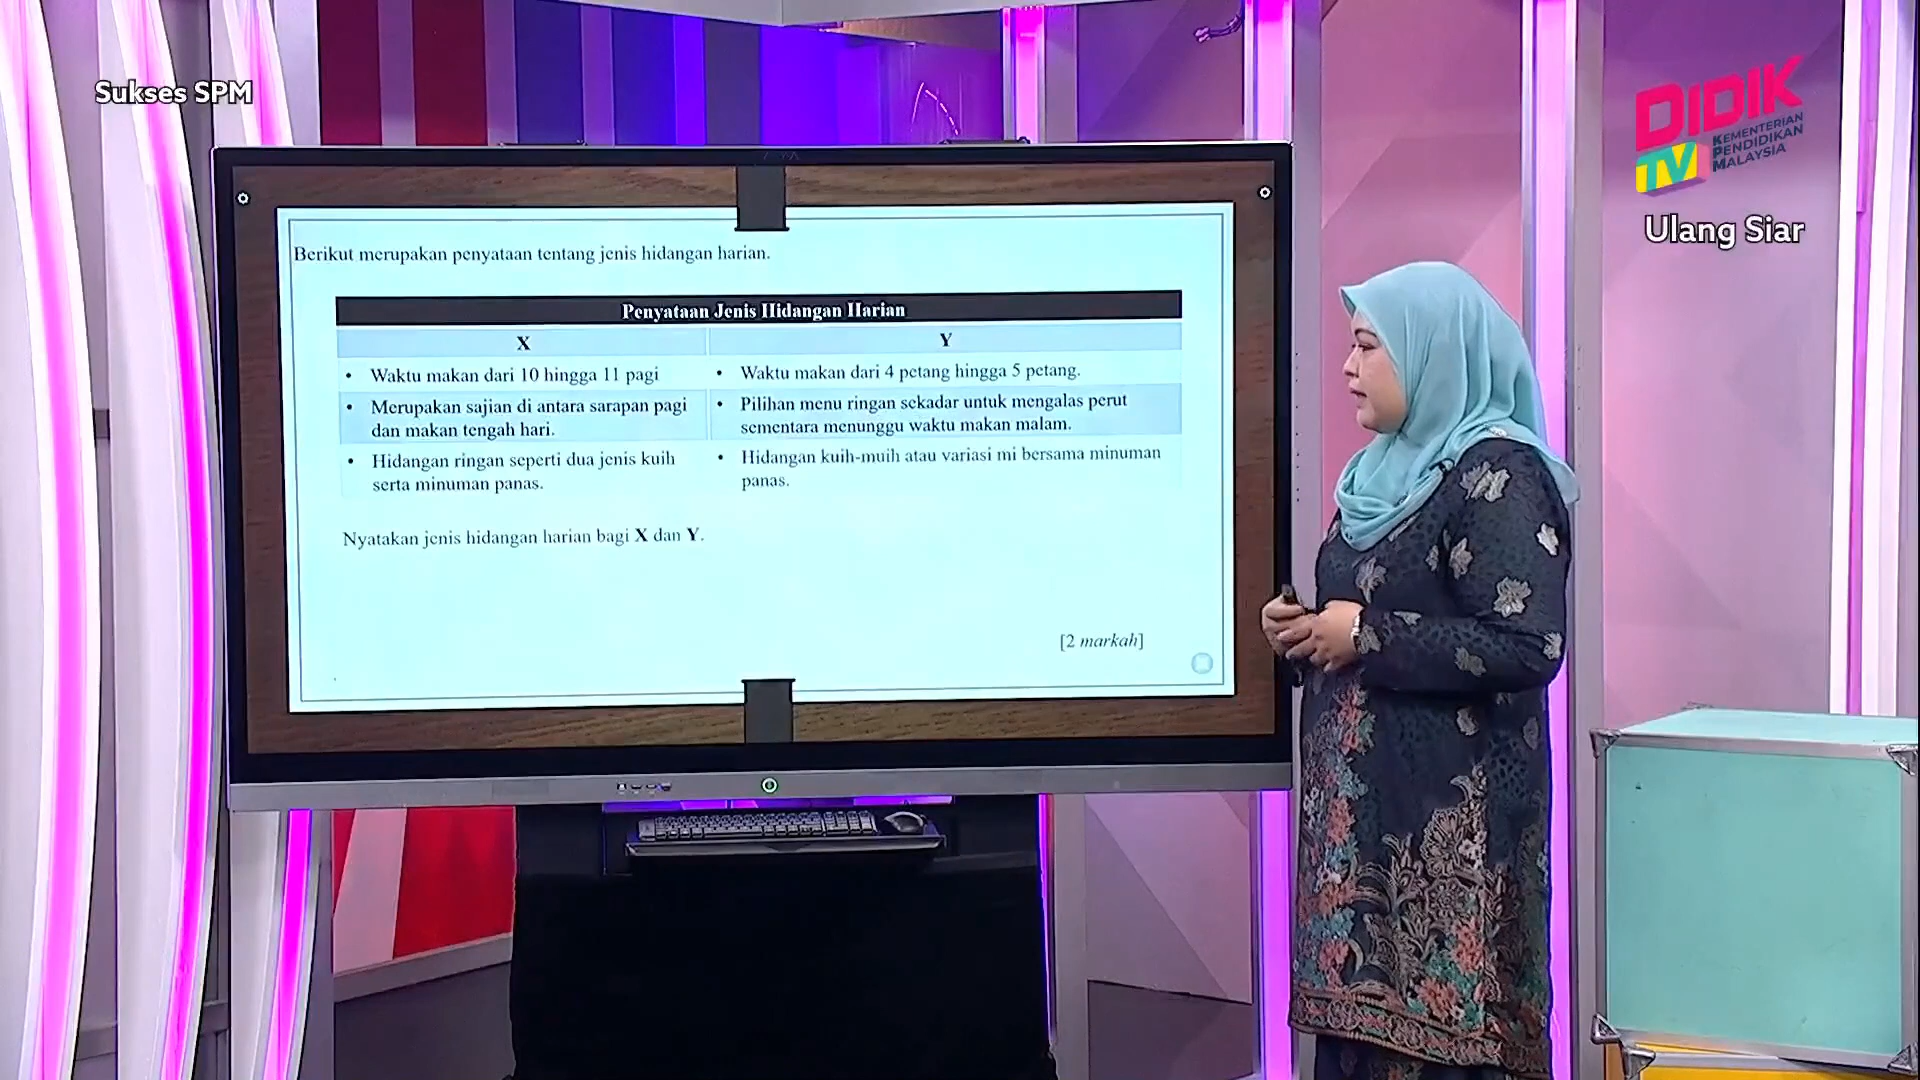 Sukses SPM
DIDIK
TV
KEMENTERIAN
PENDIDIKAN
MALAYSIA
Ulang Siar
Berikut merupakan penyataan tentang jenis hidangan harian.
Penyataan Jenis Hidangan Harian
X
Y
• Waktu makan dari 10 hingga 11 pagi
• Waktu makan dari 4 petang hingga 5 petang.
• Merupakan sajian di antara sarapan pagi
dan makan tengah hari.
• Pilihan menu ringan sekadar untuk mengalas perut
sementara menunggu waktu makan malam.
• Hidangan ringan seperti dua jenis kuih
serta minuman panas.
• Hidangan kuih-muih atau variasi mi bersama minuman
panas.
Nyatakan jenis hidangan harian bagi X dan Y.
[2 markah]